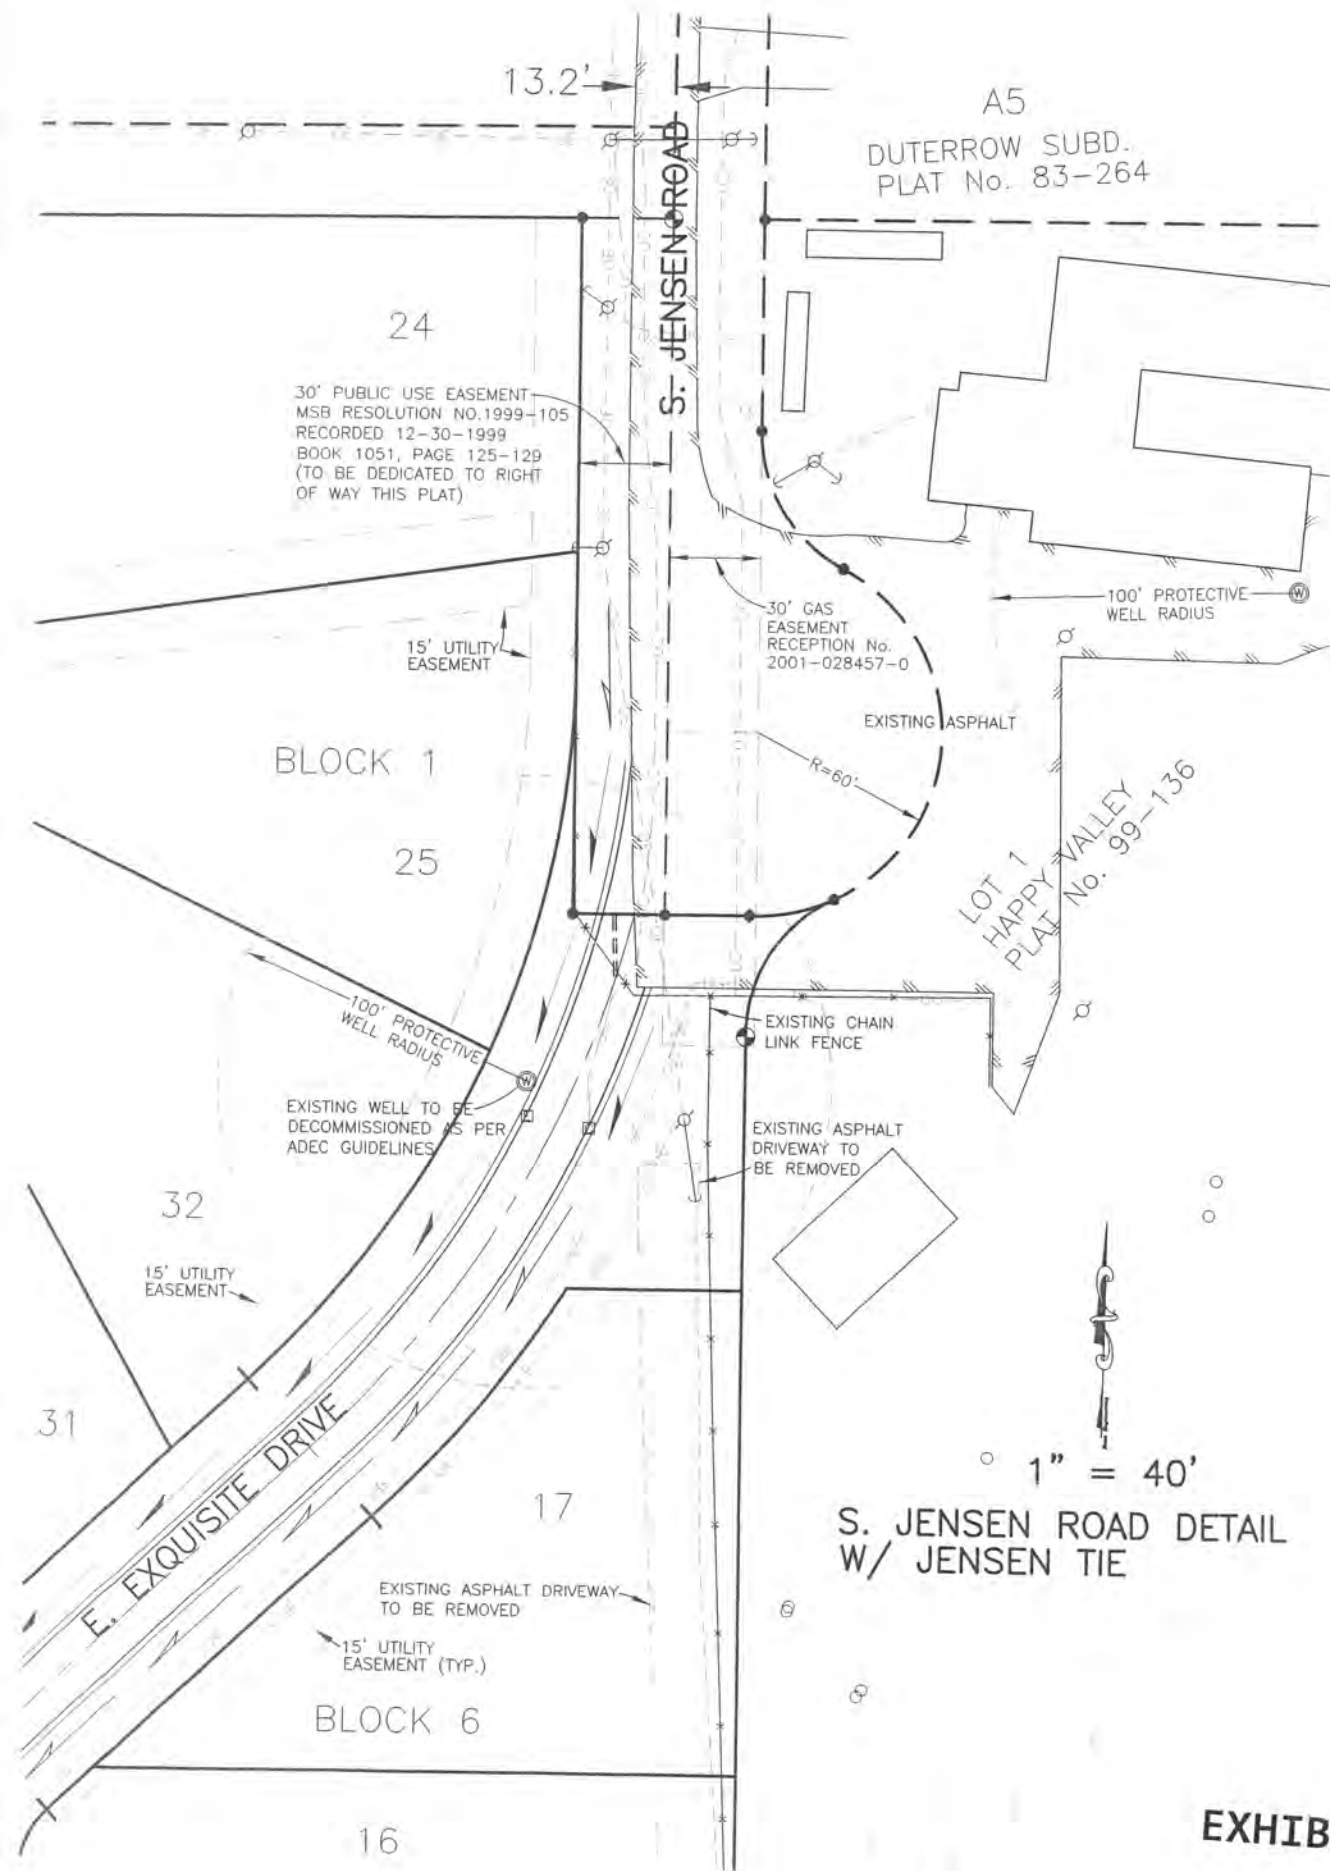 13.2'
S. JENSEN ROAD
A5
DUTERROW SUBD.
PLAT No. 83-264
24
30' PUBLIC USE EASEMENT
MSB RESOLUTION NO.1999-105
RECORDED 12-30-1999
BOOK 1051, PAGE 125-129
(TO BE DEDICATED TO RIGHT
OF WAY THIS PLAT)
30' GAS
EASEMENT
RECEPTION No.
2001-028457-0
100' PROTECTIVE
WELL RADIUS
W
15' UTILITY
EASEMENT
EXISTING ASPHALT
BLOCK 1
R=60'
25
LOT 1
HAPPY VALLEY
PLAT No. 99-136
100' PROTECTIVE
WELL RADIUS
W
EXISTING CHAIN
LINK FENCE
EXISTING WELL TO BE
DECOMMISSIONED AS PER
ADEC GUIDELINES
EXISTING ASPHALT
DRIVEWAY TO
BE REMOVED
32
15' UTILITY
EASEMENT
31
E. EXQUISITE DRIVE
17
1" = 40'
S. JENSEN ROAD DETAIL
W/ JENSEN TIE
EXISTING ASPHALT DRIVEWAY
TO BE REMOVED
15' UTILITY
EASEMENT (TYP.)
BLOCK 6
16
EXHIB